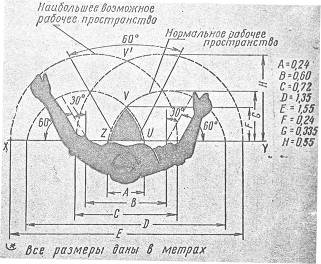 Наибольшее возможное
рабочее пространство
60°
Нормальное рабочее
пространство
V'
V
30°
30°
60°
60°
X
Z
U
Y
F
G
H
A
B
C
D
E
A=0,24
B=0,60
C=0,72
D=1,35
E=1,55
F=0,24
G=0,335
H=0,55
Все размеры даны в метрах